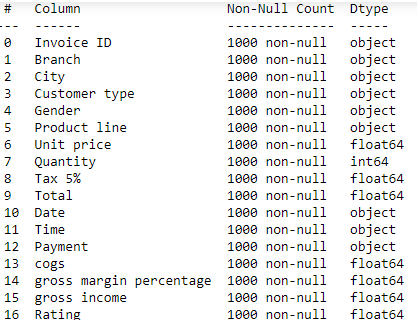 # Column Non-Null Count Dtype
--- ------ -------------- -----
0 Invoice ID 1000 non-null object
1 Branch 1000 non-null object
2 City 1000 non-null object
3 Customer type 1000 non-null object
4 Gender 1000 non-null object
5 Product line 1000 non-null object
6 Unit price 1000 non-null float64
7 Quantity 1000 non-null int64
8 Tax 5% 1000 non-null float64
9 Total 1000 non-null float64
10 Date 1000 non-null object
11 Time 1000 non-null object
12 Payment 1000 non-null object
13 cogs 1000 non-null float64
14 gross margin percentage 1000 non-null float64
15 gross income 1000 non-null float64
16 Rating 1000 non-null float64